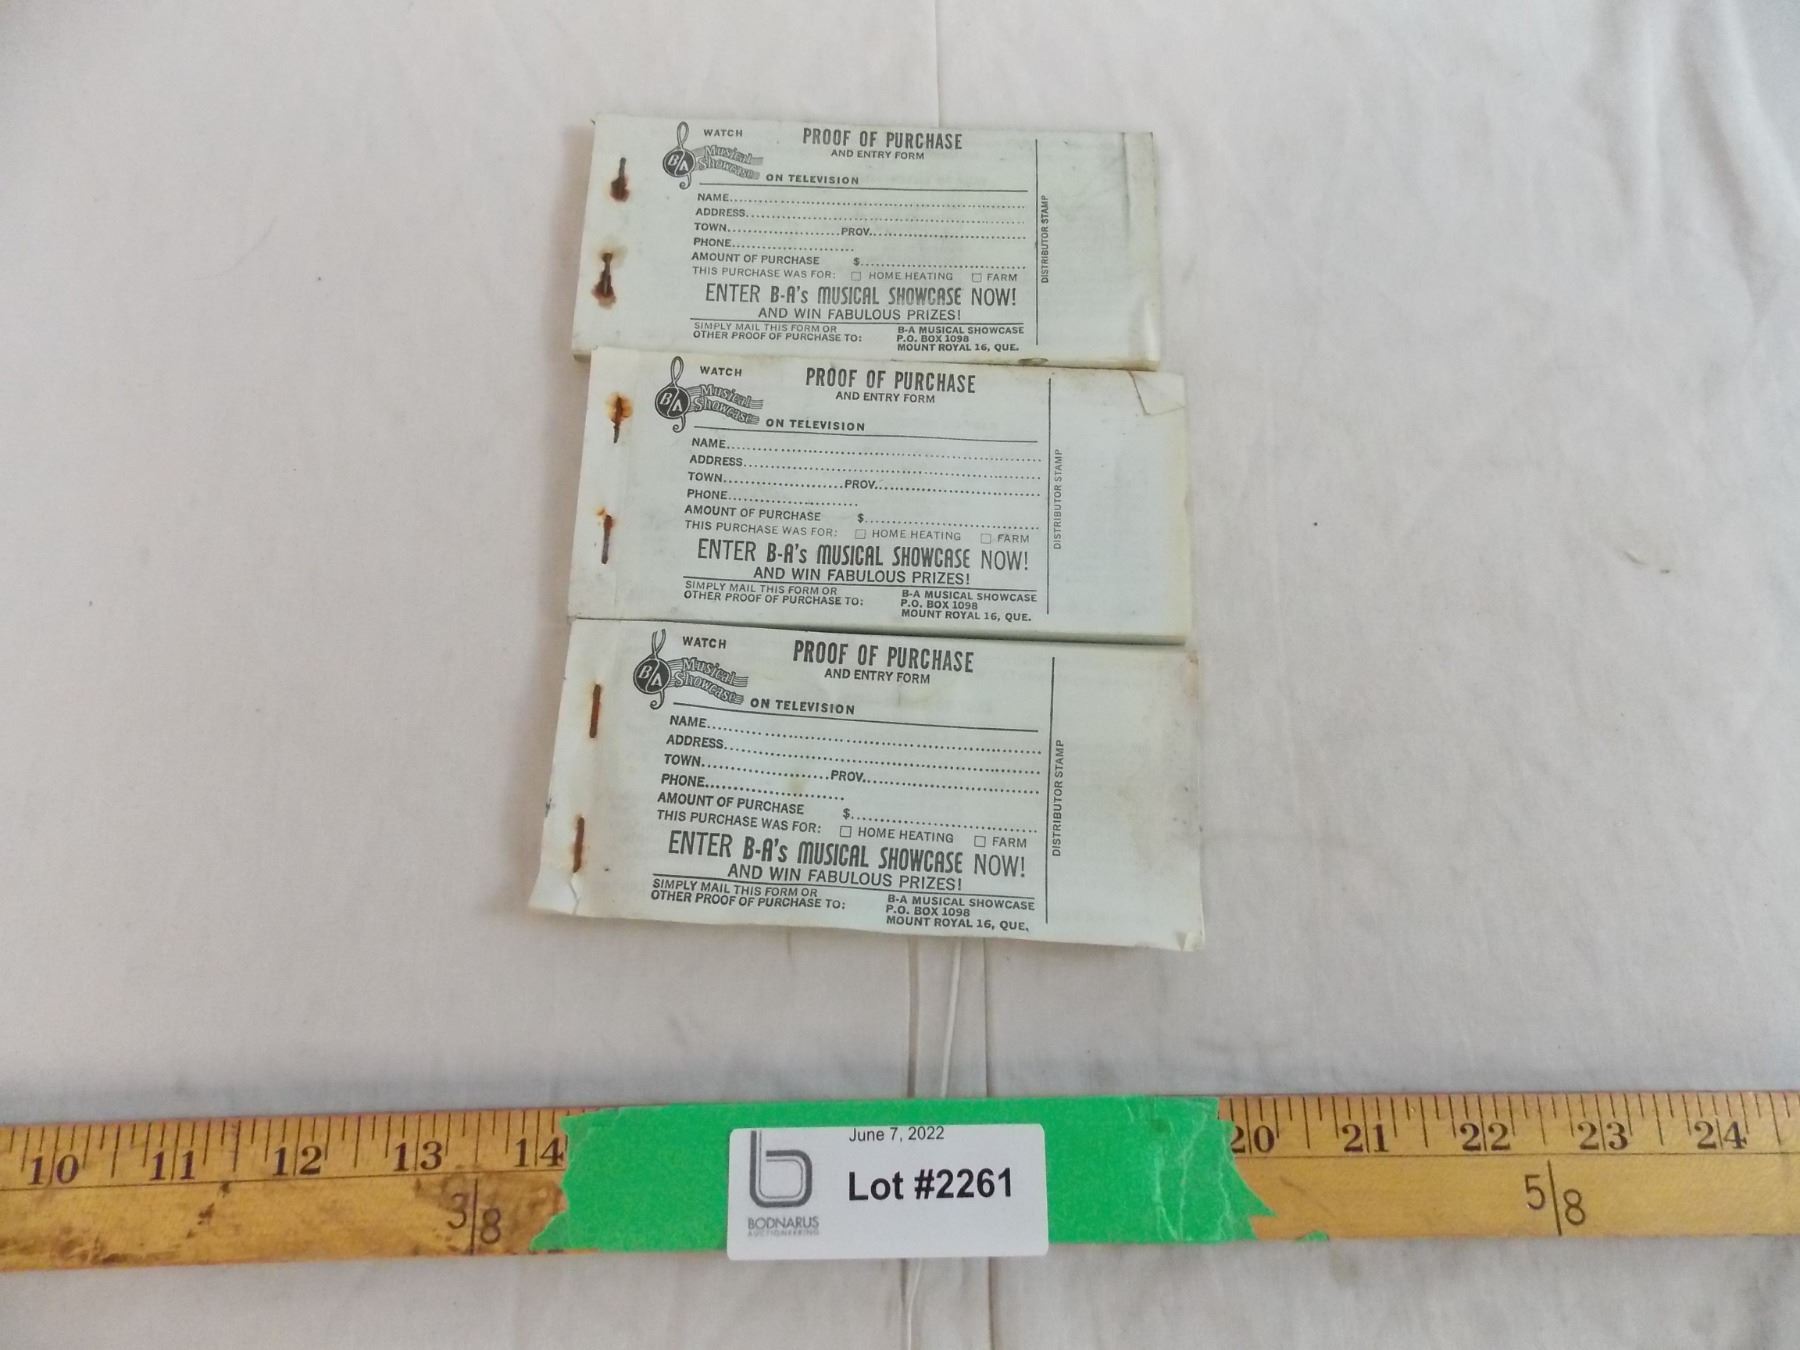 WATCH
PROOF OF PURCHASE
AND ENTRY FORM
B/A Musical
Showcase
ON TELEVISION
NAME
ADDRESS
TOWN PROV.
PHONE
AMOUNT OF PURCHASE $
THIS PURCHASE WAS FOR: HOME HEATING FARM
ENTER B-A's MUSICAL SHOWCASE NOW!
AND WIN FABULOUS PRIZES!
SIMPLY MAIL THIS FORM OR
OTHER PROOF OF PURCHASE TO:
B-A MUSICAL SHOWCASE
P.O. BOX 1098
MOUNT ROYAL 16, QUE.
DISTRIBUTOR STAMP
WATCH
PROOF OF PURCHASE
AND ENTRY FORM
B/A Musical
Showcase
ON TELEVISION
NAME
ADDRESS
TOWN PROV.
PHONE
AMOUNT OF PURCHASE $
THIS PURCHASE WAS FOR: HOME HEATING FARM
ENTER B-A's MUSICAL SHOWCASE NOW!
AND WIN FABULOUS PRIZES!
SIMPLY MAIL THIS FORM OR
OTHER PROOF OF PURCHASE TO:
B-A MUSICAL SHOWCASE
P.O. BOX 1098
MOUNT ROYAL 16, QUE.
DISTRIBUTOR STAMP
WATCH
PROOF OF PURCHASE
AND ENTRY FORM
B/A Musical
Showcase
ON TELEVISION
NAME
ADDRESS
TOWN PROV.
PHONE
AMOUNT OF PURCHASE $
THIS PURCHASE WAS FOR: HOME HEATING FARM
ENTER B-A's MUSICAL SHOWCASE NOW!
AND WIN FABULOUS PRIZES!
SIMPLY MAIL THIS FORM OR
OTHER PROOF OF PURCHASE TO:
B-A MUSICAL SHOWCASE
P.O. BOX 1098
MOUNT ROYAL 16, QUE.
DISTRIBUTOR STAMP
10 11 12 13 14 20 21 22 23 24
3/8 5/8
June 7, 2022
Lot #2261
b
BODNARUS
AUCTIONEERING